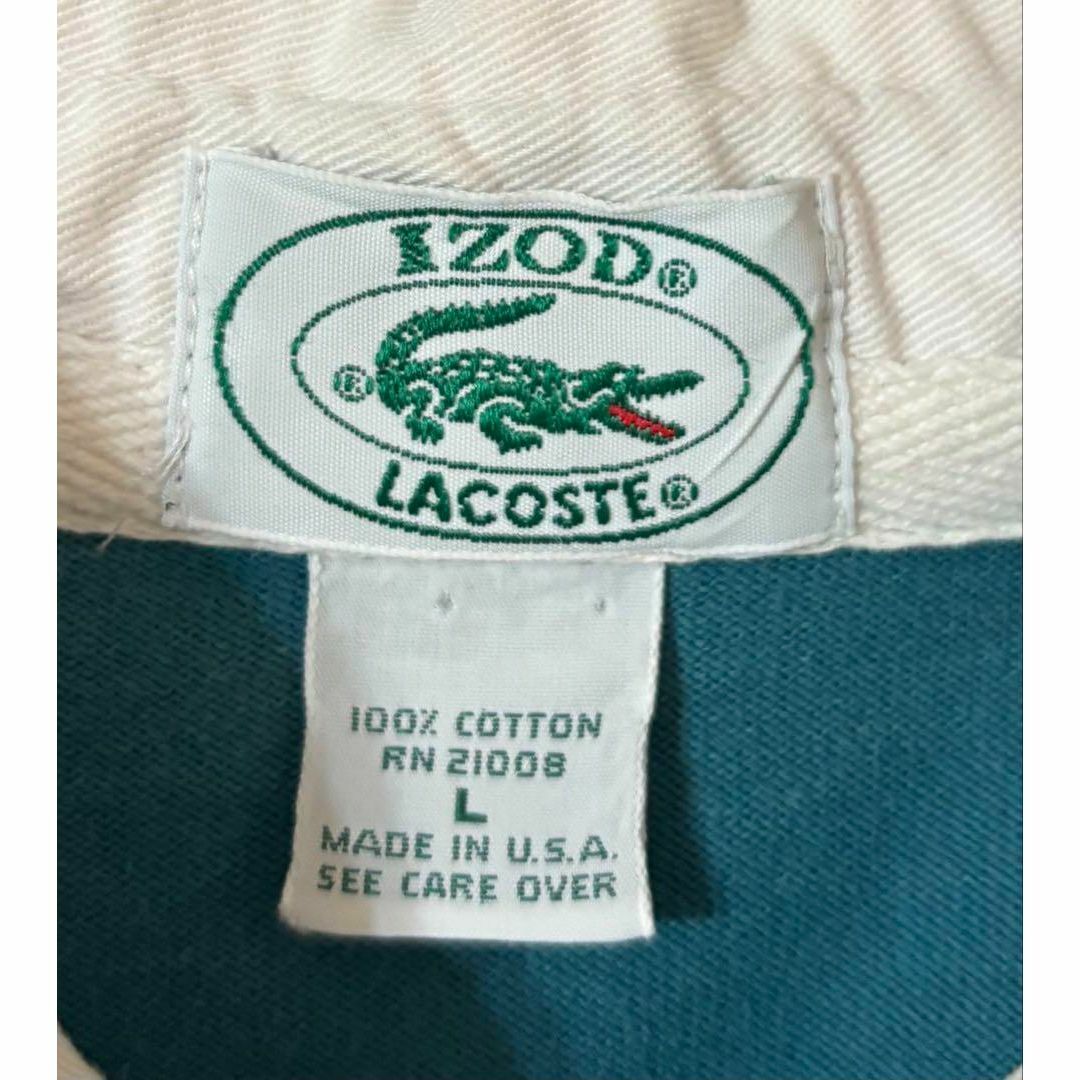 IZOD®
®
LACOSTE®
100% COTTON
RN 21008
L
MADE IN U.S.A.
SEE CARE OVER